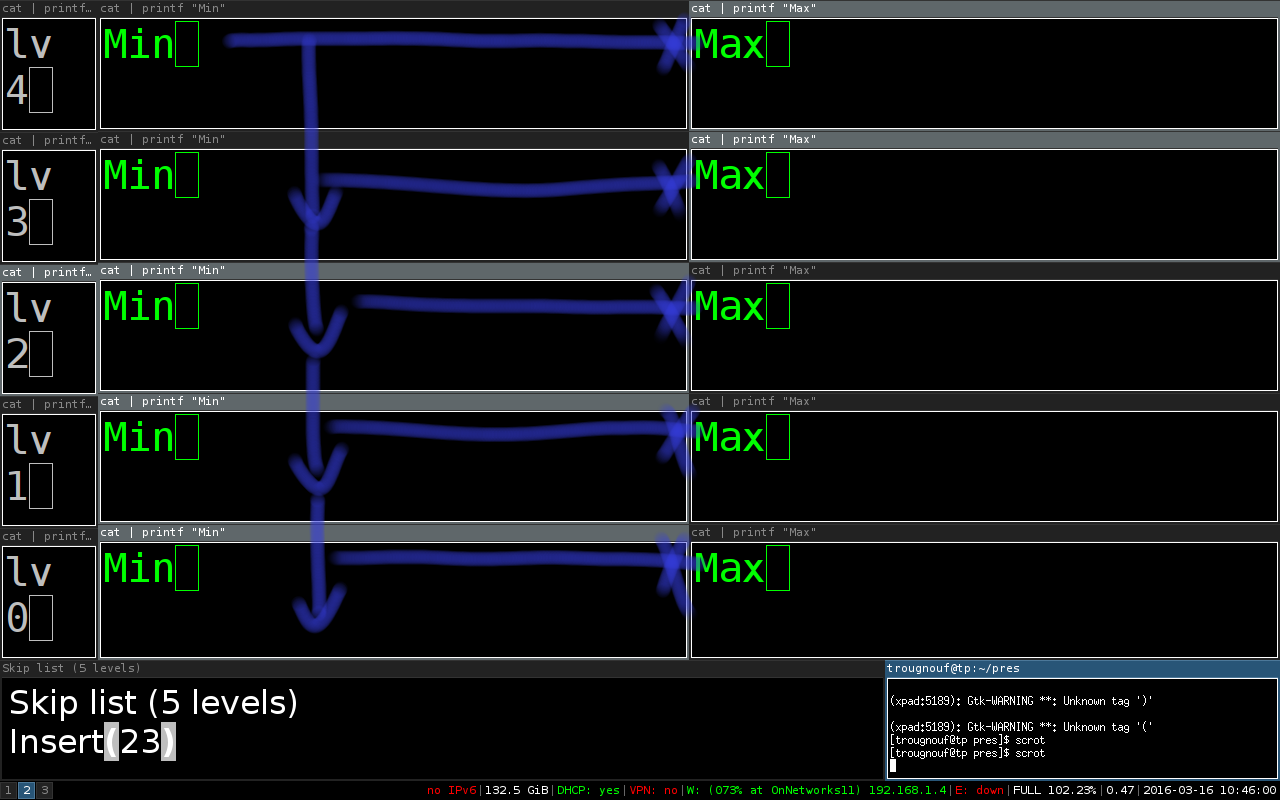 cat | printf… cat | printf "Min" cat | printf "Max"
lv
4
Min
Max
cat | printf… cat | printf "Min" cat | printf "Max"
lv
3
Min
Max
cat | printf… cat | printf "Min" cat | printf "Max"
lv
2
Min
Max
cat | printf… cat | printf "Min" cat | printf "Max"
lv
1
Min
Max
cat | printf… cat | printf "Min" cat | printf "Max"
lv
0
Min
Max
Skip list (5 levels)
Skip list (5 levels)
Insert(23)
trougnouf@tp:~/pres
(xpad:5189): Gtk-WARNING **: Unknown tag ')'
(xpad:5189): Gtk-WARNING **: Unknown tag '('
[trougnouf@tp pres]$ scrot
[trougnouf@tp pres]$ scrot
1 2 3
no IPv6|132.5 GiB|DHCP: yes|VPN: no|W: (073% at OnNetworks11) 192.168.1.4|E: down|FULL 102.23%|0.47|2016-03-16 10:46:00